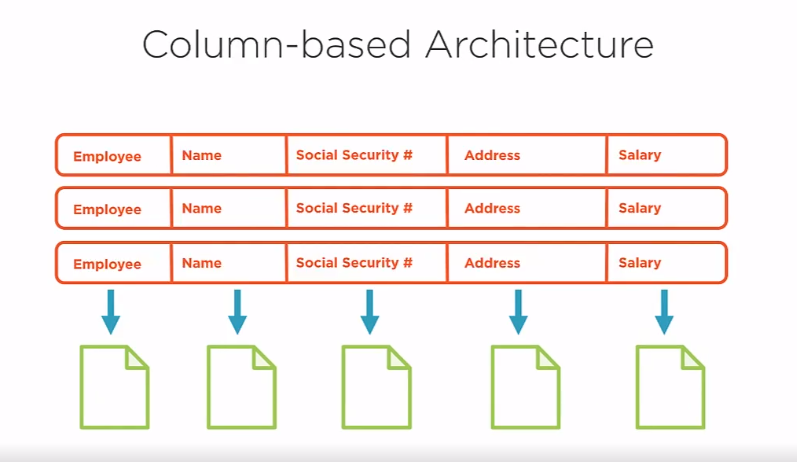 Column-based Architecture
Employee Name Social Security # Address Salary
Employee Name Social Security # Address Salary
Employee Name Social Security # Address Salary